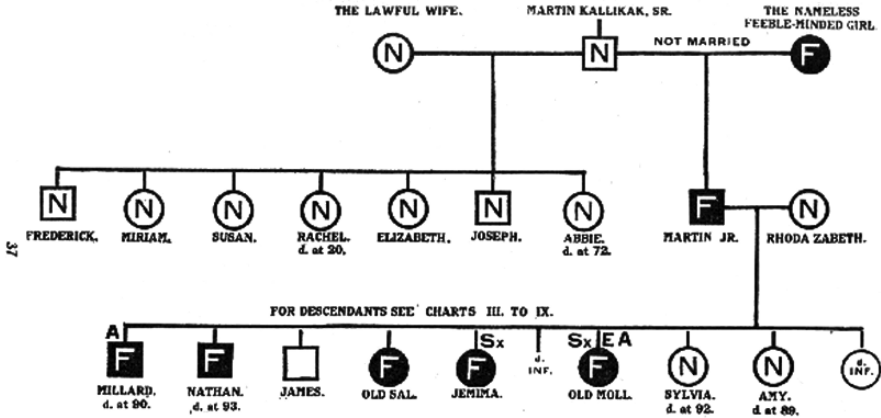 THE LAWFUL WIFE. MARTIN KALLIKAK, SR. THE NAMELESS
FEEBLE-MINDED GIRL
NOT MARRIED
N N F
N N N N N N N F N
FREDERICK. MIRIAM. SUSAN. RACHEL. ELIZABETH. JOSEPH. ABBIE. MARTIN JR. RHODA ZABETH.
d. at 20. d. at 72.
37
FOR DESCENDANTS SEE CHARTS III. TO IX.
A Sx Sx E A
F F F F d. F N N d.
INF. INF.
MILLARD. NATHAN. JAMES. OLD SAL. JEMIMA. OLD MOLL. SYLVIA. AMY.
d. at 90. d. at 93. d. at 92. d. at 89.